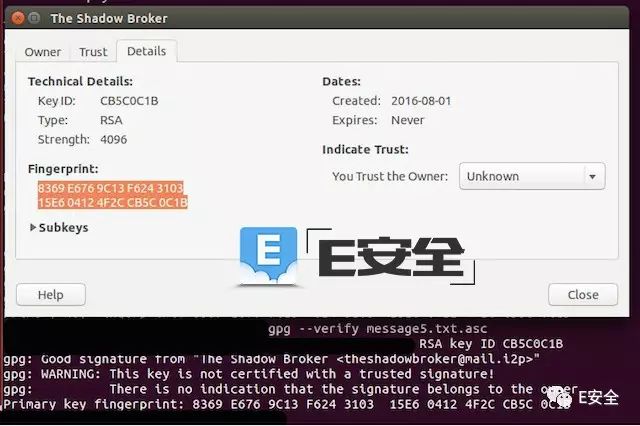 The Shadow Broker
Owner Trust Details
Technical Details:
Key ID: CB5C0C1B
Type: RSA
Strength: 4096
Fingerprint:
8369 E676 9C13 F624 3103
15E6 0412 4F2C CB5C 0C1B
Subkeys
Dates:
Created: 2016-08-01
Expires: Never
Indicate Trust:
You Trust the Owner: Unknown
E
E安全
Help Close
gpg --verify message5.txt.asc
RSA key ID CB5C0C1B
gpg: Good signature from "The Shadow Broker <theshadowbroker@mail.i2p>"
gpg: WARNING: This key is not certified with a trusted signature!
gpg: There is no indication that the signature belongs to the owner
Primary key fingerprint: 8369 E676 9C13 F624 3103 15E6 0412 4F2C CB5C 0C1B
E安全